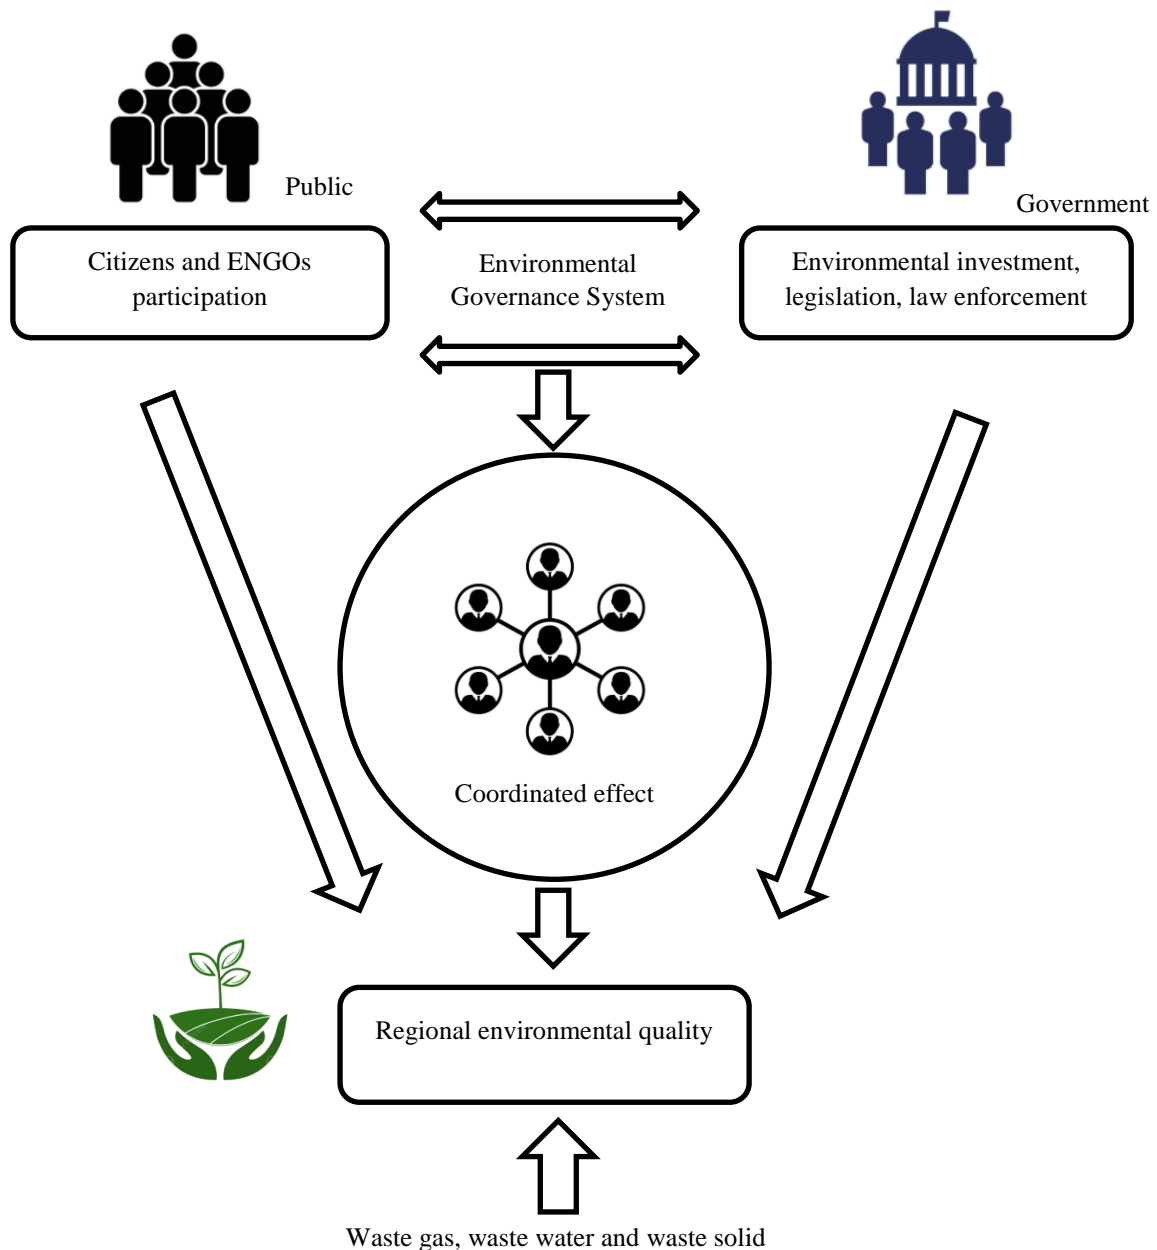 Public
Government
Citizens and ENGOs
participation
Environmental
Governance System
Environmental investment,
legislation, law enforcement
Coordinated effect
Regional environmental quality
Waste gas, waste water and waste solid